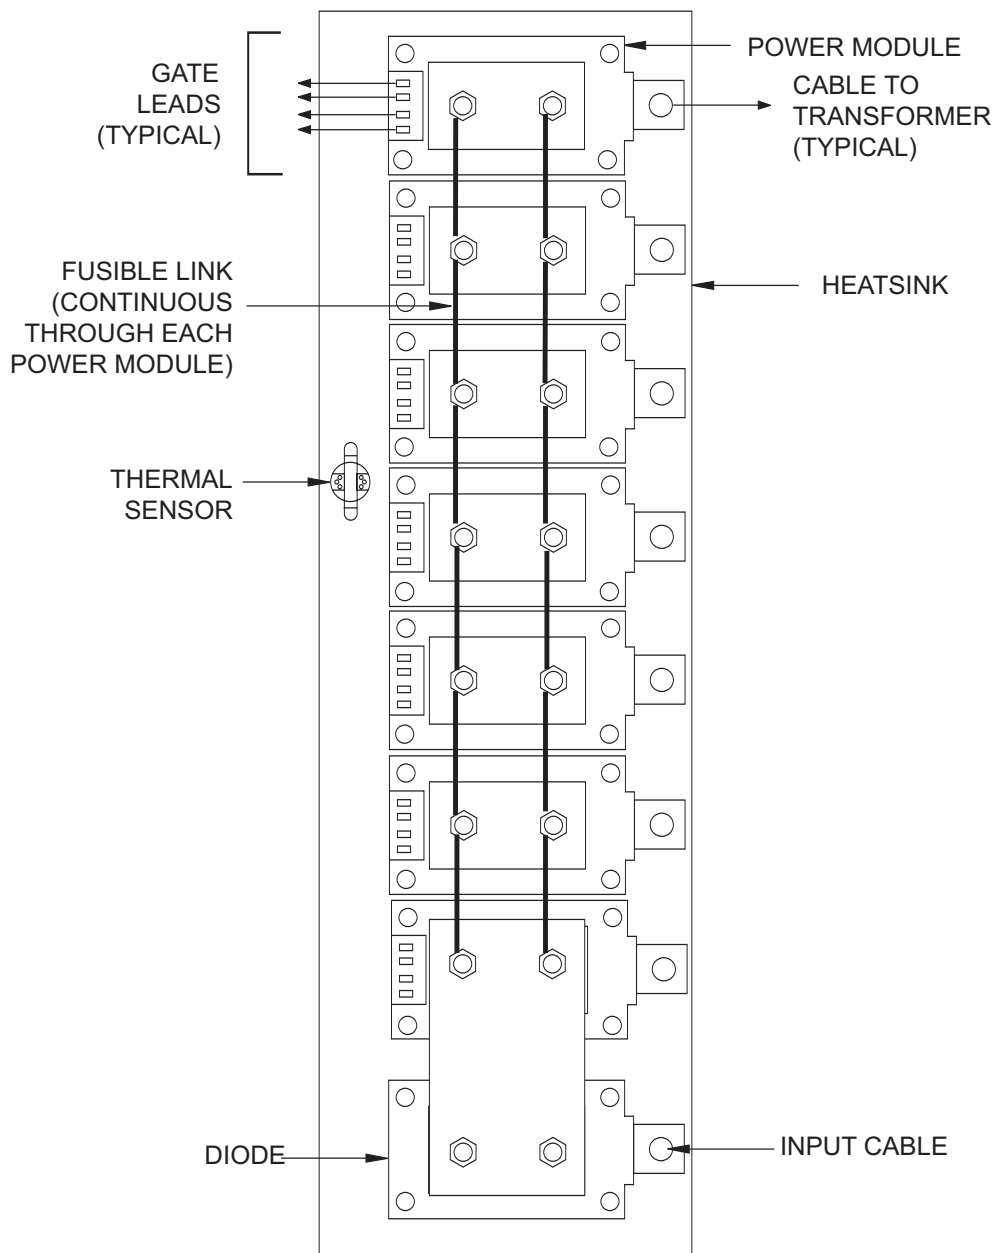 GATE
LEADS
(TYPICAL)
POWER MODULE
CABLE TO
TRANSFORMER
(TYPICAL)
FUSIBLE LINK
(CONTINUOUS
THROUGH EACH
POWER MODULE)
HEATSINK
THERMAL
SENSOR
DIODE
INPUT CABLE